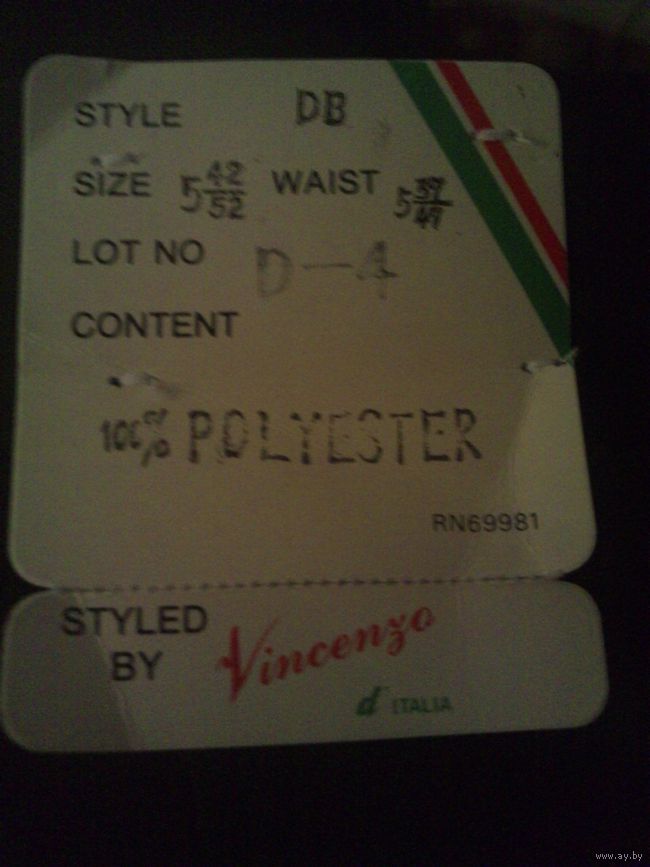 STYLE DB
SIZE 5 42/52 WAIST 5 37/47
LOT NO D-4
CONTENT
100% POLYESTER
RN69981
STYLED BY Vincenzo
d' ITALIA
www.ay.by